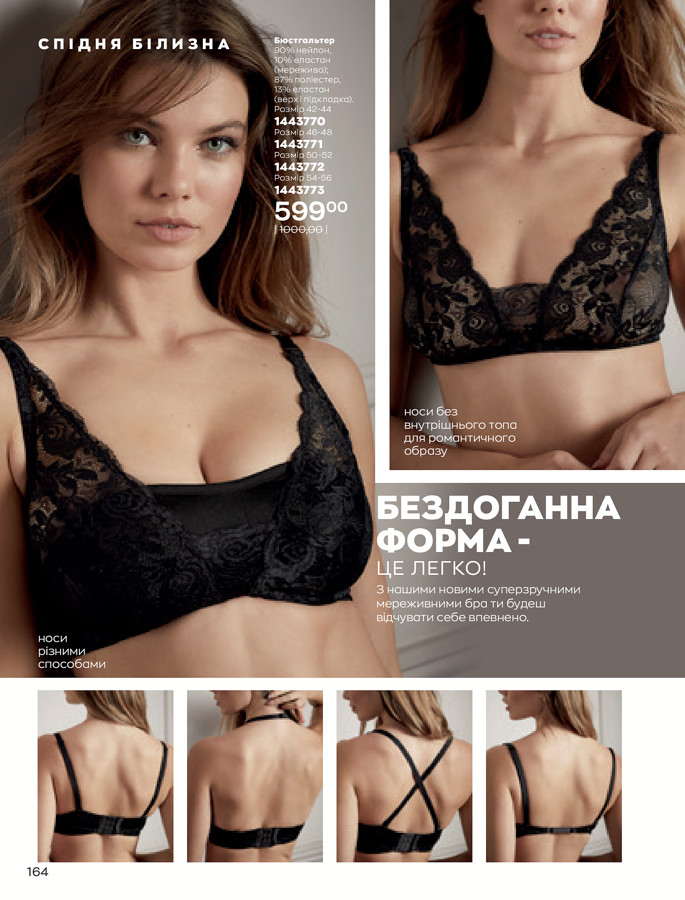 СПІДНЯ БІЛИЗНА
Бюстгальтер
90% нейлон,
10% еластан
(мереживо);
87% поліестер,
13% еластан
(верх і підкладка).
Розмір 42-44
1443770
Розмір 46-48
1443771
Розмір 50-52
1443772
Розмір 54-56
1443773
599⁰⁰
| 1000,00 |
носи без
внутрішнього топа
для романтичного
образу
БЕЗДОГАННА
ФОРМА -
ЦЕ ЛЕГКО!
З нашими новими суперзручними
мереживними бра ти будеш
відчувати себе впевнено.
носи
різними
способами
164